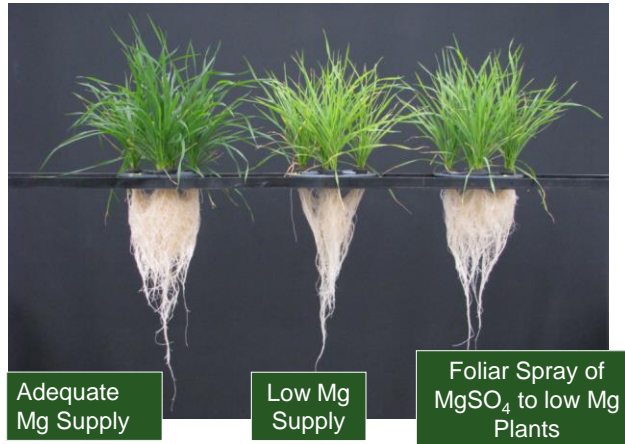 Adequate
Mg Supply
Low Mg
Supply
Foliar Spray of
MgSO₄ to low Mg
Plants